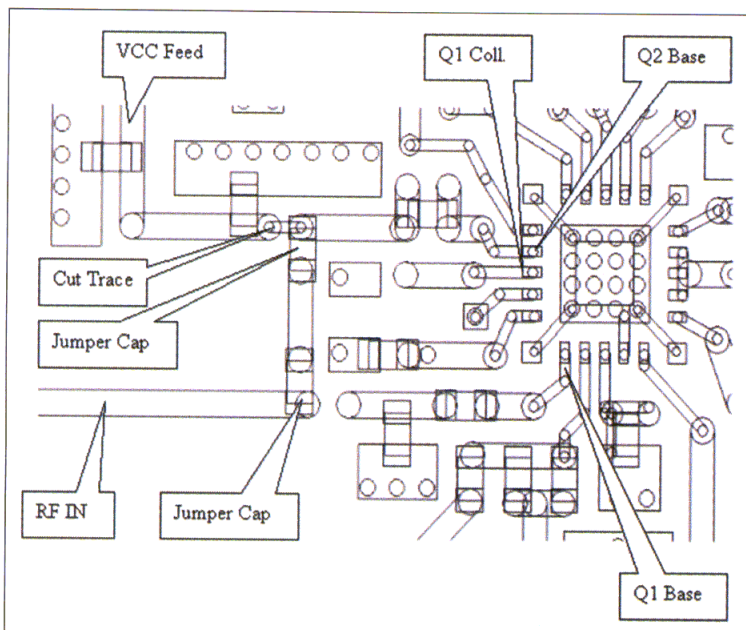 VCC Feed
Q1 Coll.
Q2 Base
Cut Trace
Jumper Cap
RF IN
Jumper Cap
Q1 Base